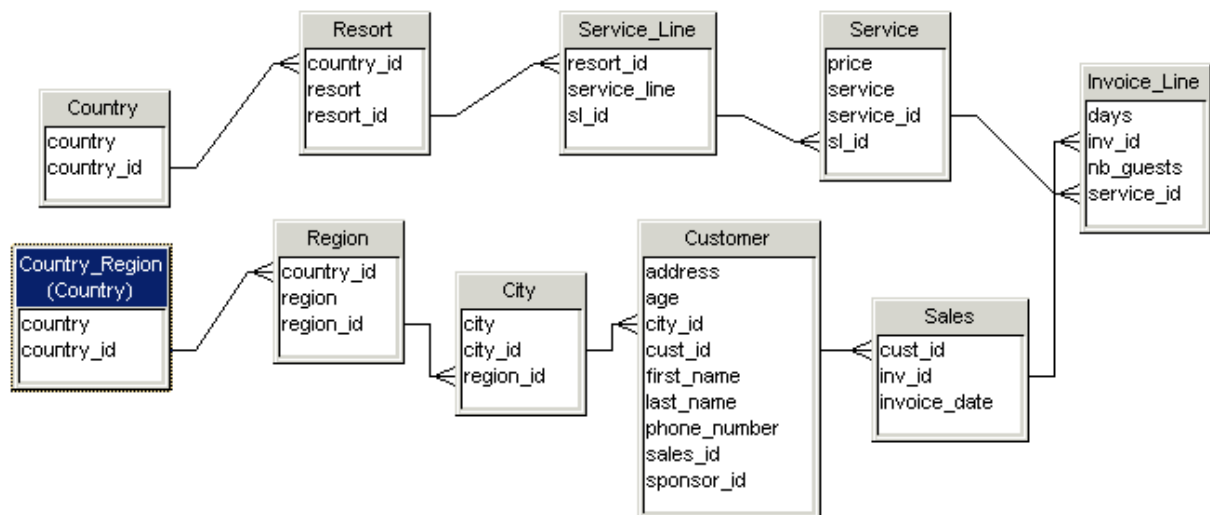 Resort
country_id
resort
resort_id
Service_Line
resort_id
service_line
sl_id
Service
price
service
service_id
sl_id
Invoice_Line
days
inv_id
nb_guests
service_id
Country
country
country_id
Country_Region
(Country)
country
country_id
Region
country_id
region
region_id
City
city
city_id
region_id
Customer
address
age
city_id
cust_id
first_name
last_name
phone_number
sales_id
sponsor_id
Sales
cust_id
inv_id
invoice_date